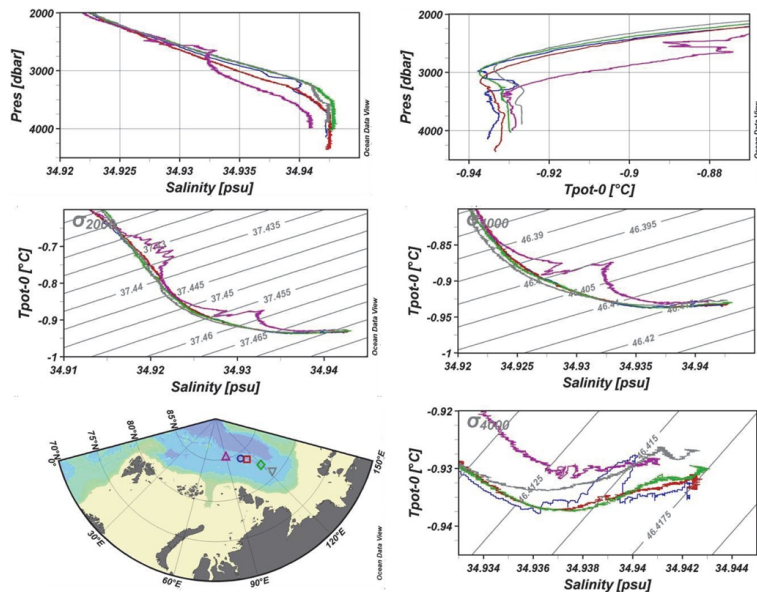 2000
3000
4000
Pres [dbar]
34.92
34.925
34.93
34.935
34.94
Salinity [psu]
Ocean Data View
2000
3000
4000
Pres [dbar]
-0.94
-0.92
-0.9
-0.88
Tpot-0 [°C]
Ocean Data View
σ2000
-0.7
-0.8
-0.9
-1
Tpot-0 [°C]
37.435
37.44
37.445
37.45
37.455
37.46
37.465
34.91
34.92
34.93
34.94
Salinity [psu]
Ocean Data View
-0.85
-0.9
-0.95
-1
Tpot-0 [°C]
46.39
46.395
46.405
46.42
34.92
34.925
34.93
34.935
34.94
Salinity [psu]
Ocean Data View
70°N
75°N
80°N
85°N
0°
30°E
60°E
90°E
120°E
150°E
Ocean Data View
σ4000
-0.92
-0.93
-0.94
Tpot-0 [°C]
46.4125
46.415
46.4175
34.934
34.936
34.938
34.94
34.942
34.944
Salinity [psu]
Ocean Data View